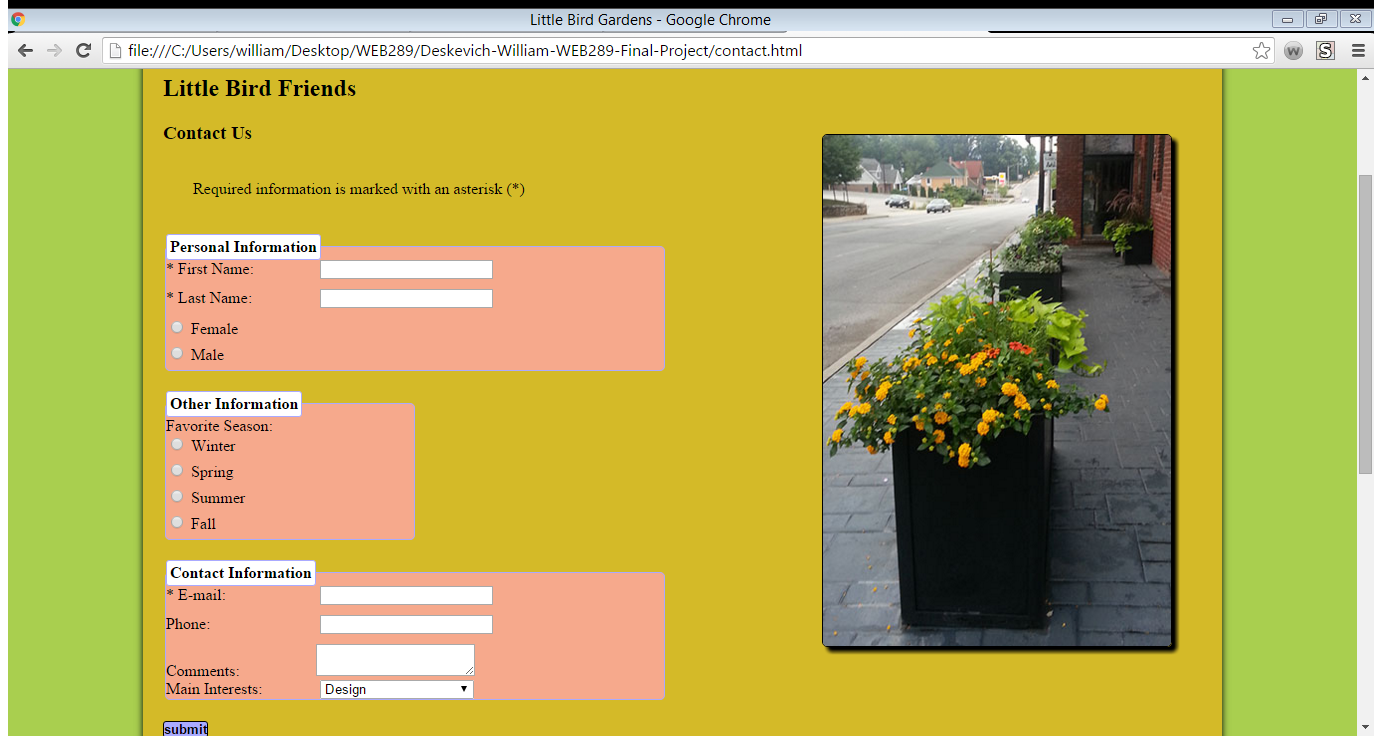 Little Bird Gardens - Google Chrome
file:///C:/Users/william/Desktop/WEB289/Deskevich-William-WEB289-Final-Project/contact.html
W
S
Little Bird Friends
Contact Us
Required information is marked with an asterisk (*)
Personal Information
* First Name:
* Last Name:
Female
Male
Other Information
Favorite Season:
Winter
Spring
Summer
Fall
Contact Information
* E-mail:
Phone:
Comments:
Main Interests: Design
submit